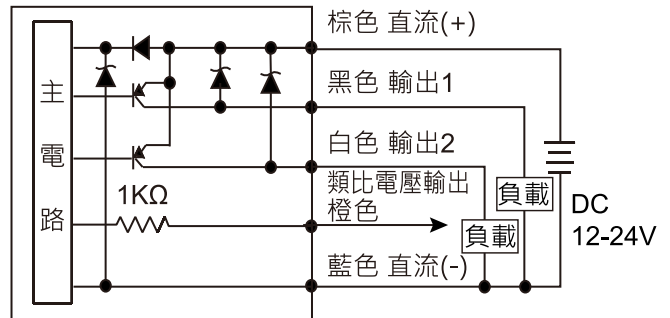 棕色 直流(+)
主電路
黑色 輸出1
白色 輸出2
1KΩ
類比電壓輸出
橙色
負載
負載
DC
12-24V
藍色 直流(-)